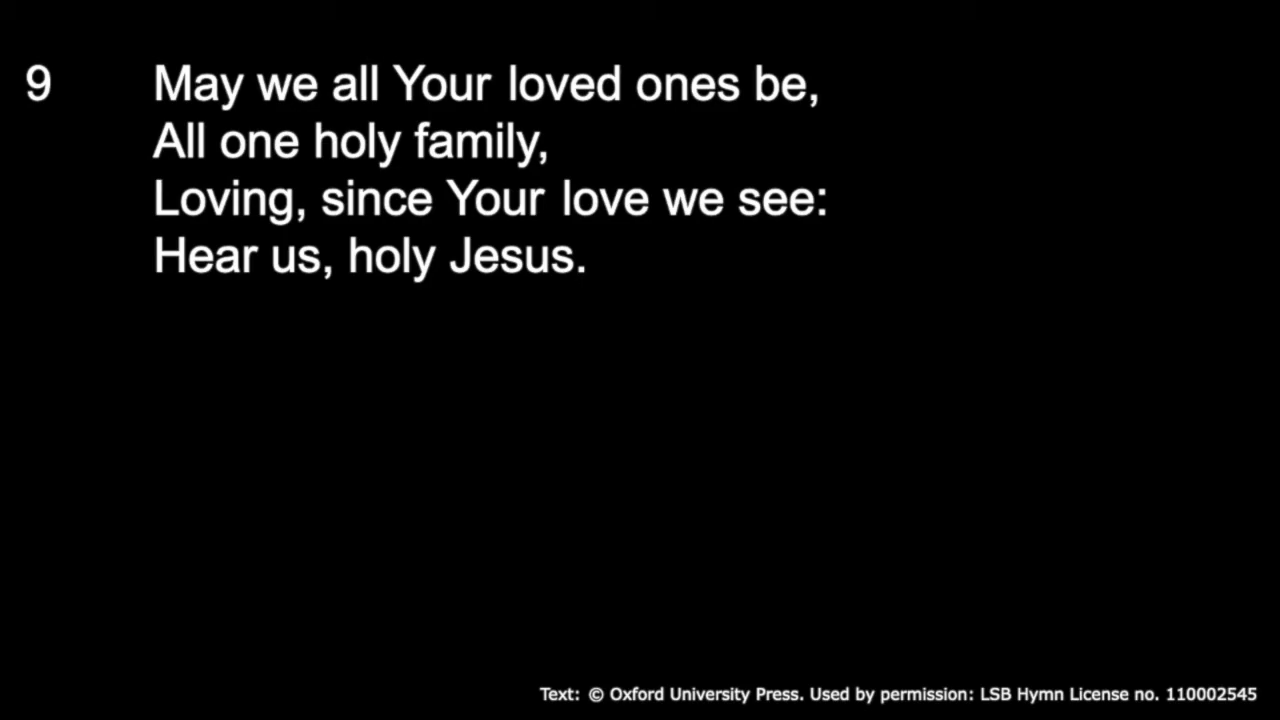 9 May we all Your loved ones be,
All one holy family,
Loving, since Your love we see:
Hear us, holy Jesus.
Text: © Oxford University Press. Used by permission: LSB Hymn License no. 110002545